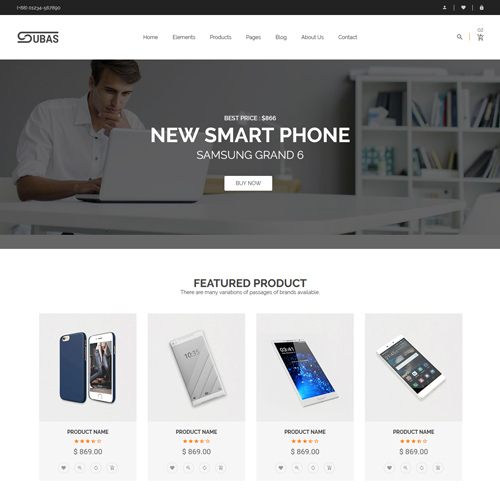 (+88) 01234-567890
SUBAS
Home Elements Products Pages Blog About Us Contact
02
BEST PRICE : $866
NEW SMART PHONE
SAMSUNG GRAND 6
BUY NOW
FEATURED PRODUCT
There are many variations of passages of brands available.
10:35
PRODUCT NAME PRODUCT NAME PRODUCT NAME PRODUCT NAME
$ 869.00 $ 869.00 $ 869.00 $ 869.00